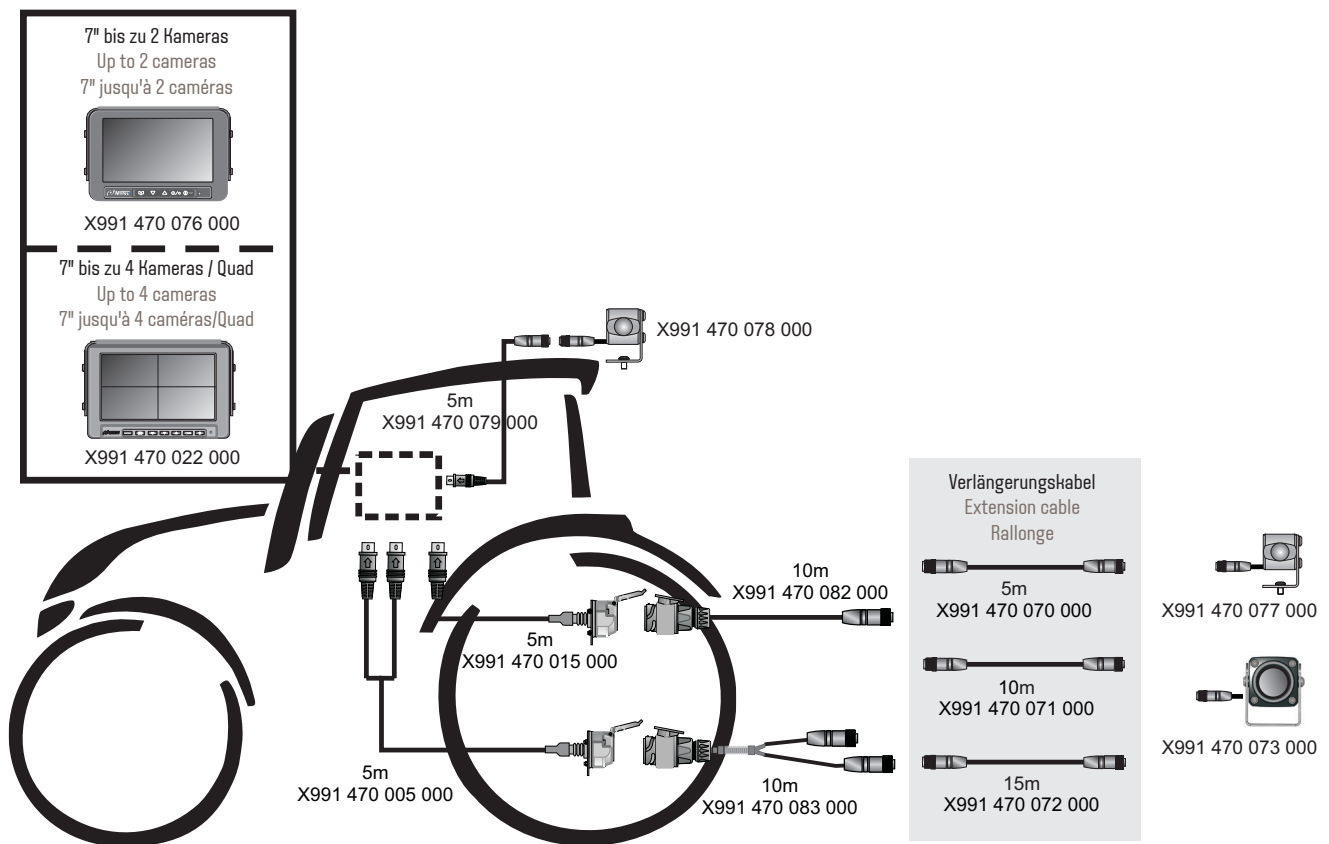 7" bis zu 2 Kameras
Up to 2 cameras
7" jusqu'à 2 caméras
X991 470 076 000
7" bis zu 4 Kameras / Quad
Up to 4 cameras
7" jusqu'à 4 caméras/Quad
X991 470 022 000
X991 470 078 000
5m
X991 470 079 000
5m
X991 470 015 000
10m
X991 470 082 000
5m
X991 470 005 000
10m
X991 470 083 000
Verlängerungskabel
Extension cable
Rallonge
5m
X991 470 070 000
10m
X991 470 071 000
15m
X991 470 072 000
X991 470 077 000
X991 470 073 000